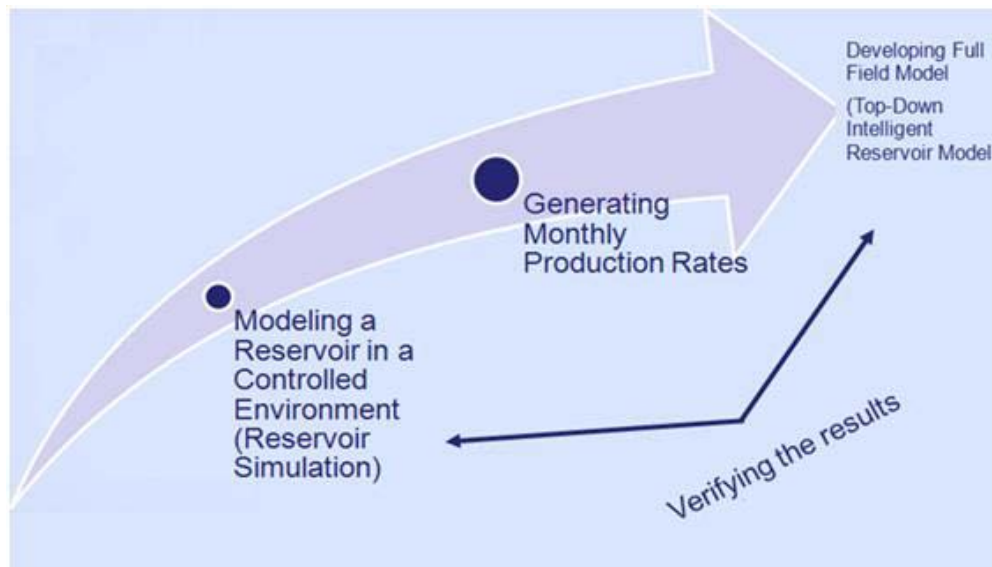 Developing Full
Field Model
(Top-Down
Intelligent
Reservoir Model
Generating
Monthly
Production Rates
Modeling a
Reservoir in a
Controlled
Environment
(Reservoir
Simulation)
Verifying the results